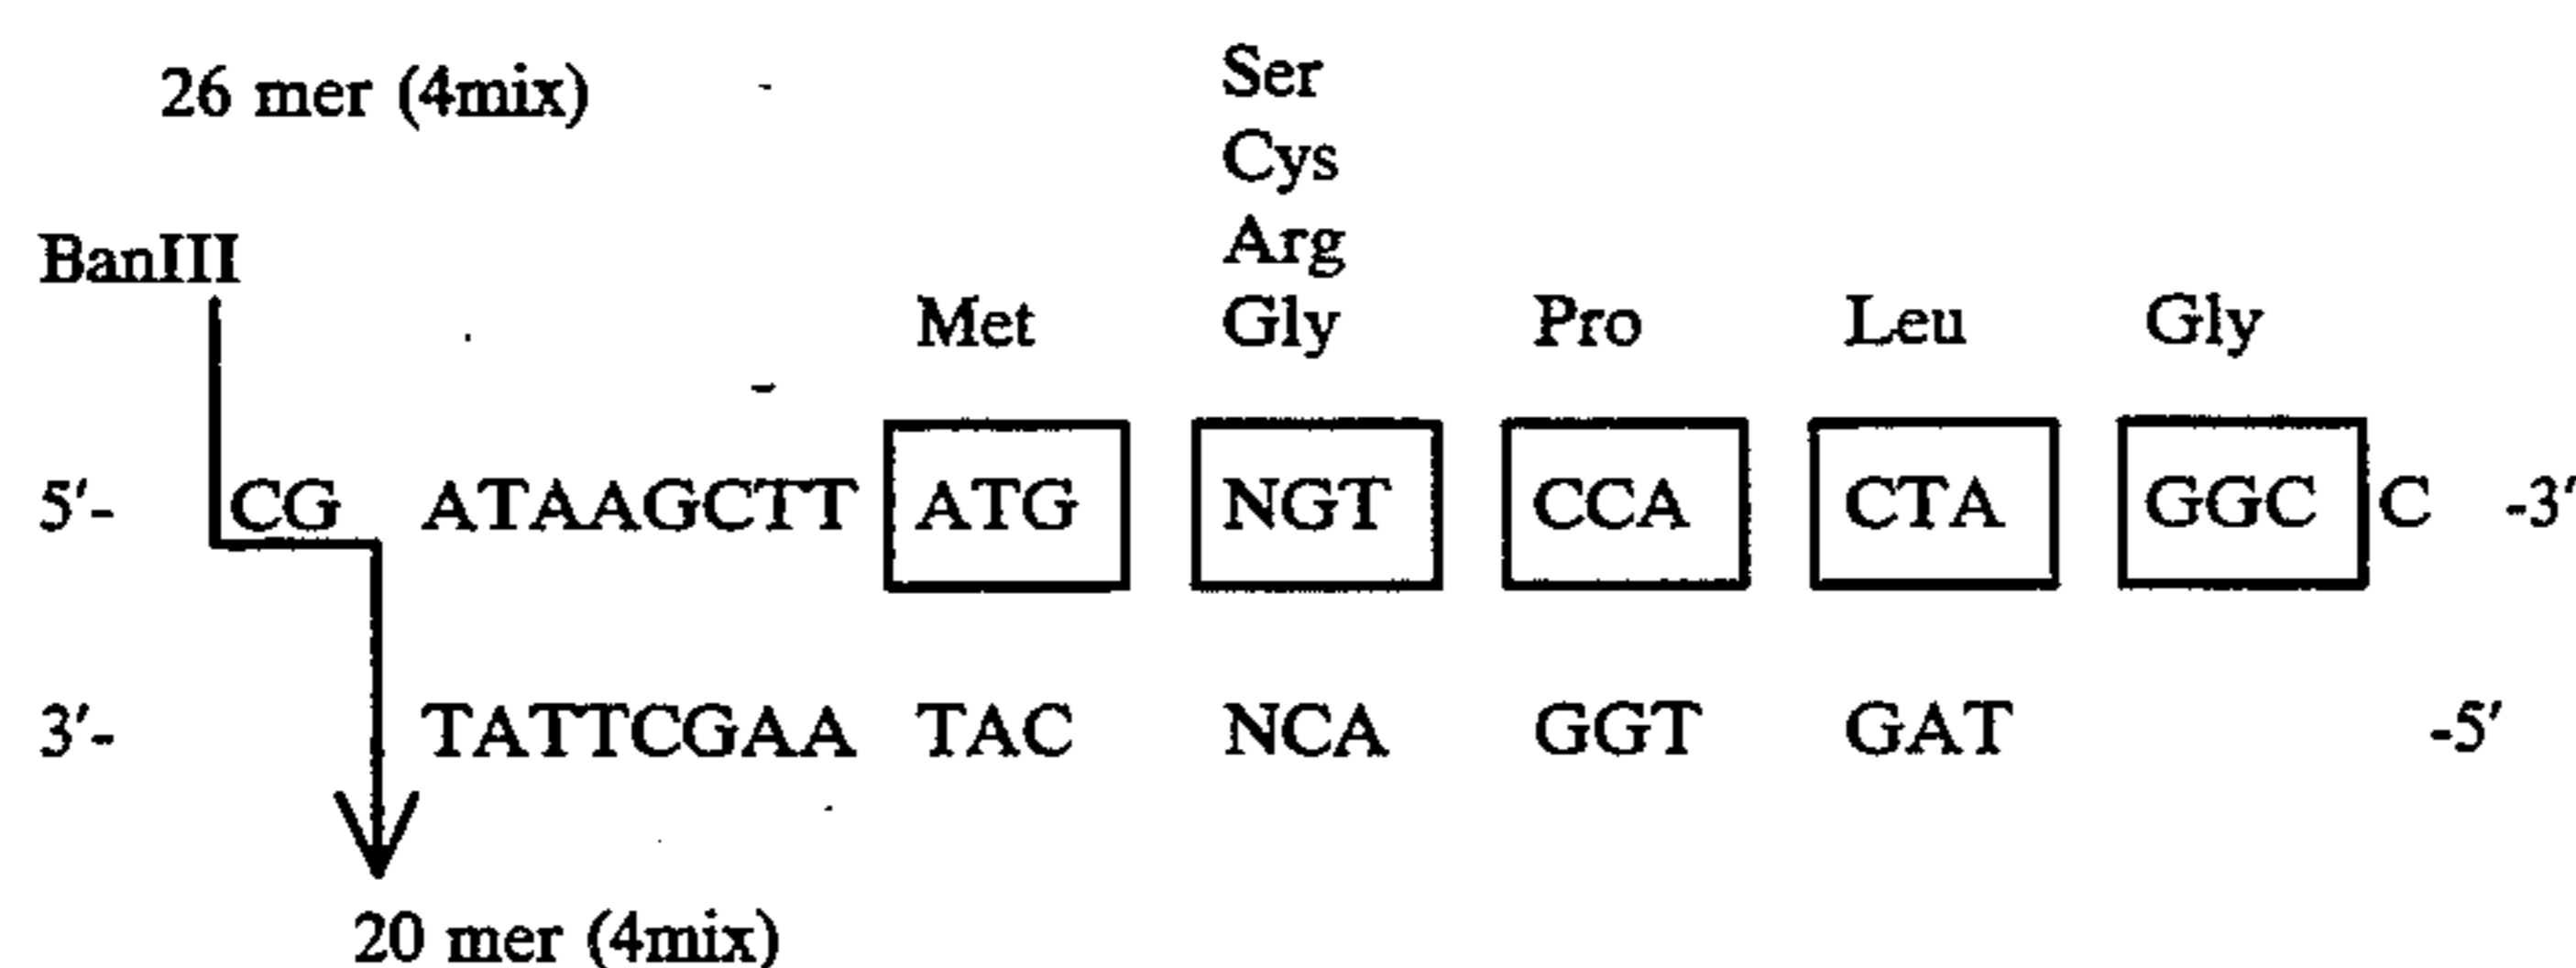 26 mer (4mix)
Ser
Cys
Arg
BanIII
Met Gly Pro Leu Gly
5′- CG ATAAGCTT ATG NGT CCA CTA GGC C -3′
3′- TATTCGAA TAC NCA GGT GAT -5′
20 mer (4mix)